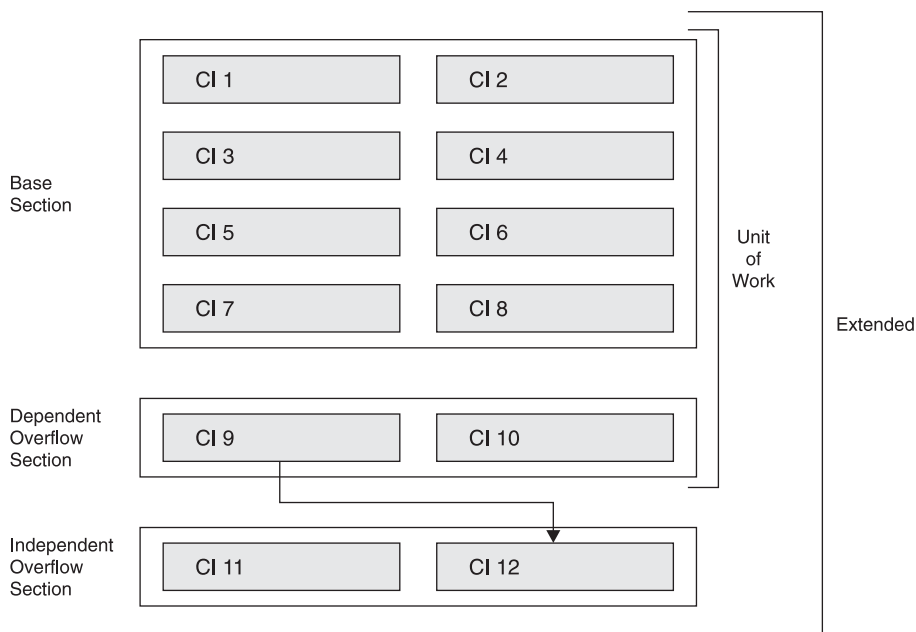 CI 1
CI 2
CI 3
CI 4
Base
Section
CI 5
CI 6
Unit
of
Work
CI 7
CI 8
Extended
Dependent
Overflow
Section
CI 9
CI 10
Independent
Overflow
Section
CI 11
CI 12